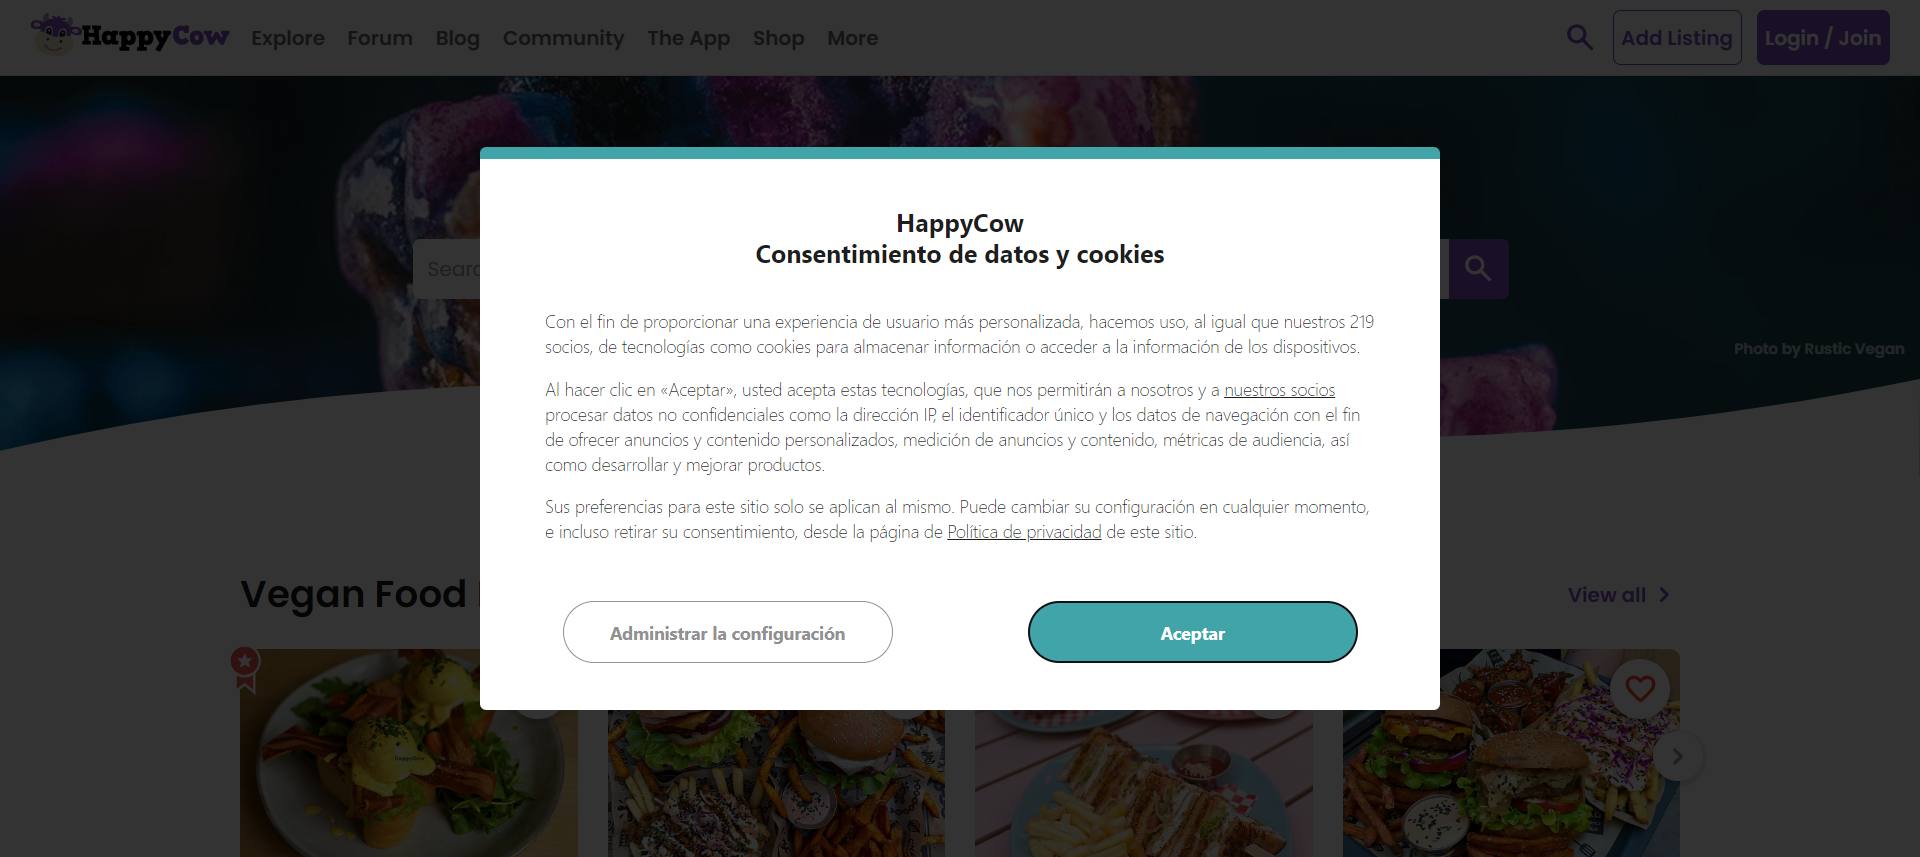 HappyCow
Explore
Forum
Blog
Community
The App
Shop
More
Add Listing
Login / Join
HappyCow
Consentimiento de datos y cookies
Con el fin de proporcionar una experiencia de usuario más personalizada, hacemos uso, al igual que nuestros 219
socios, de tecnologías como cookies para almacenar información o acceder a la información de los dispositivos.
Photo by Rustic Vegan
Al hacer clic en «Aceptar», usted acepta estas tecnologías, que nos permitirán a nosotros y a nuestros socios
procesar datos no confidenciales como la dirección IP, el identificador único y los datos de navegación con el fin
de ofrecer anuncios y contenido personalizados, medición de anuncios y contenido, métricas de audiencia, así
como desarrollar y mejorar productos.
Sus preferencias para este sitio solo se aplican al mismo. Puede cambiar su configuración en cualquier momento,
e incluso retirar su consentimiento, desde la página de Política de privacidad de este sitio.
Vegan Food
View all
Administrar la configuración
Aceptar
HappyCow